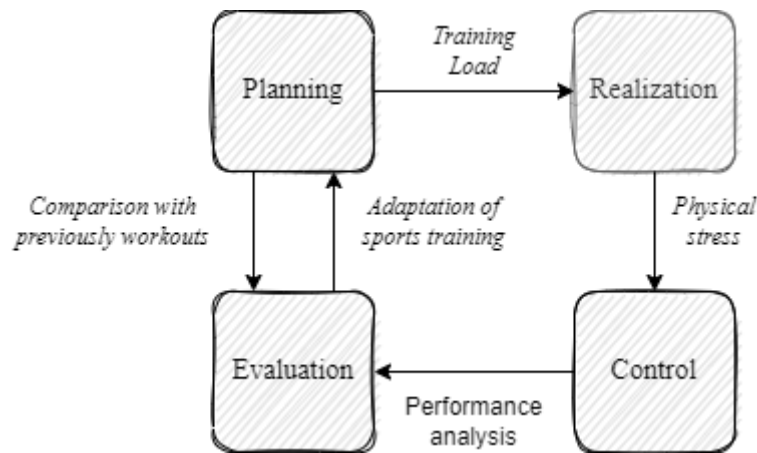 Planning
Training
Load
Realization
Comparison with
previously workouts
Adaptation of
sports training
Physical
stress
Evaluation
Performance
analysis
Control